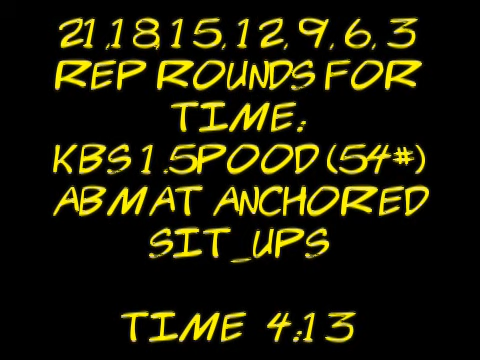 21,18,15,12,9,6,3
REP ROUNDS FOR
TIME:
KBS 1.5POOD (54#)
ABMAT ANCHORED
SIT_UPS
TIME 4:13